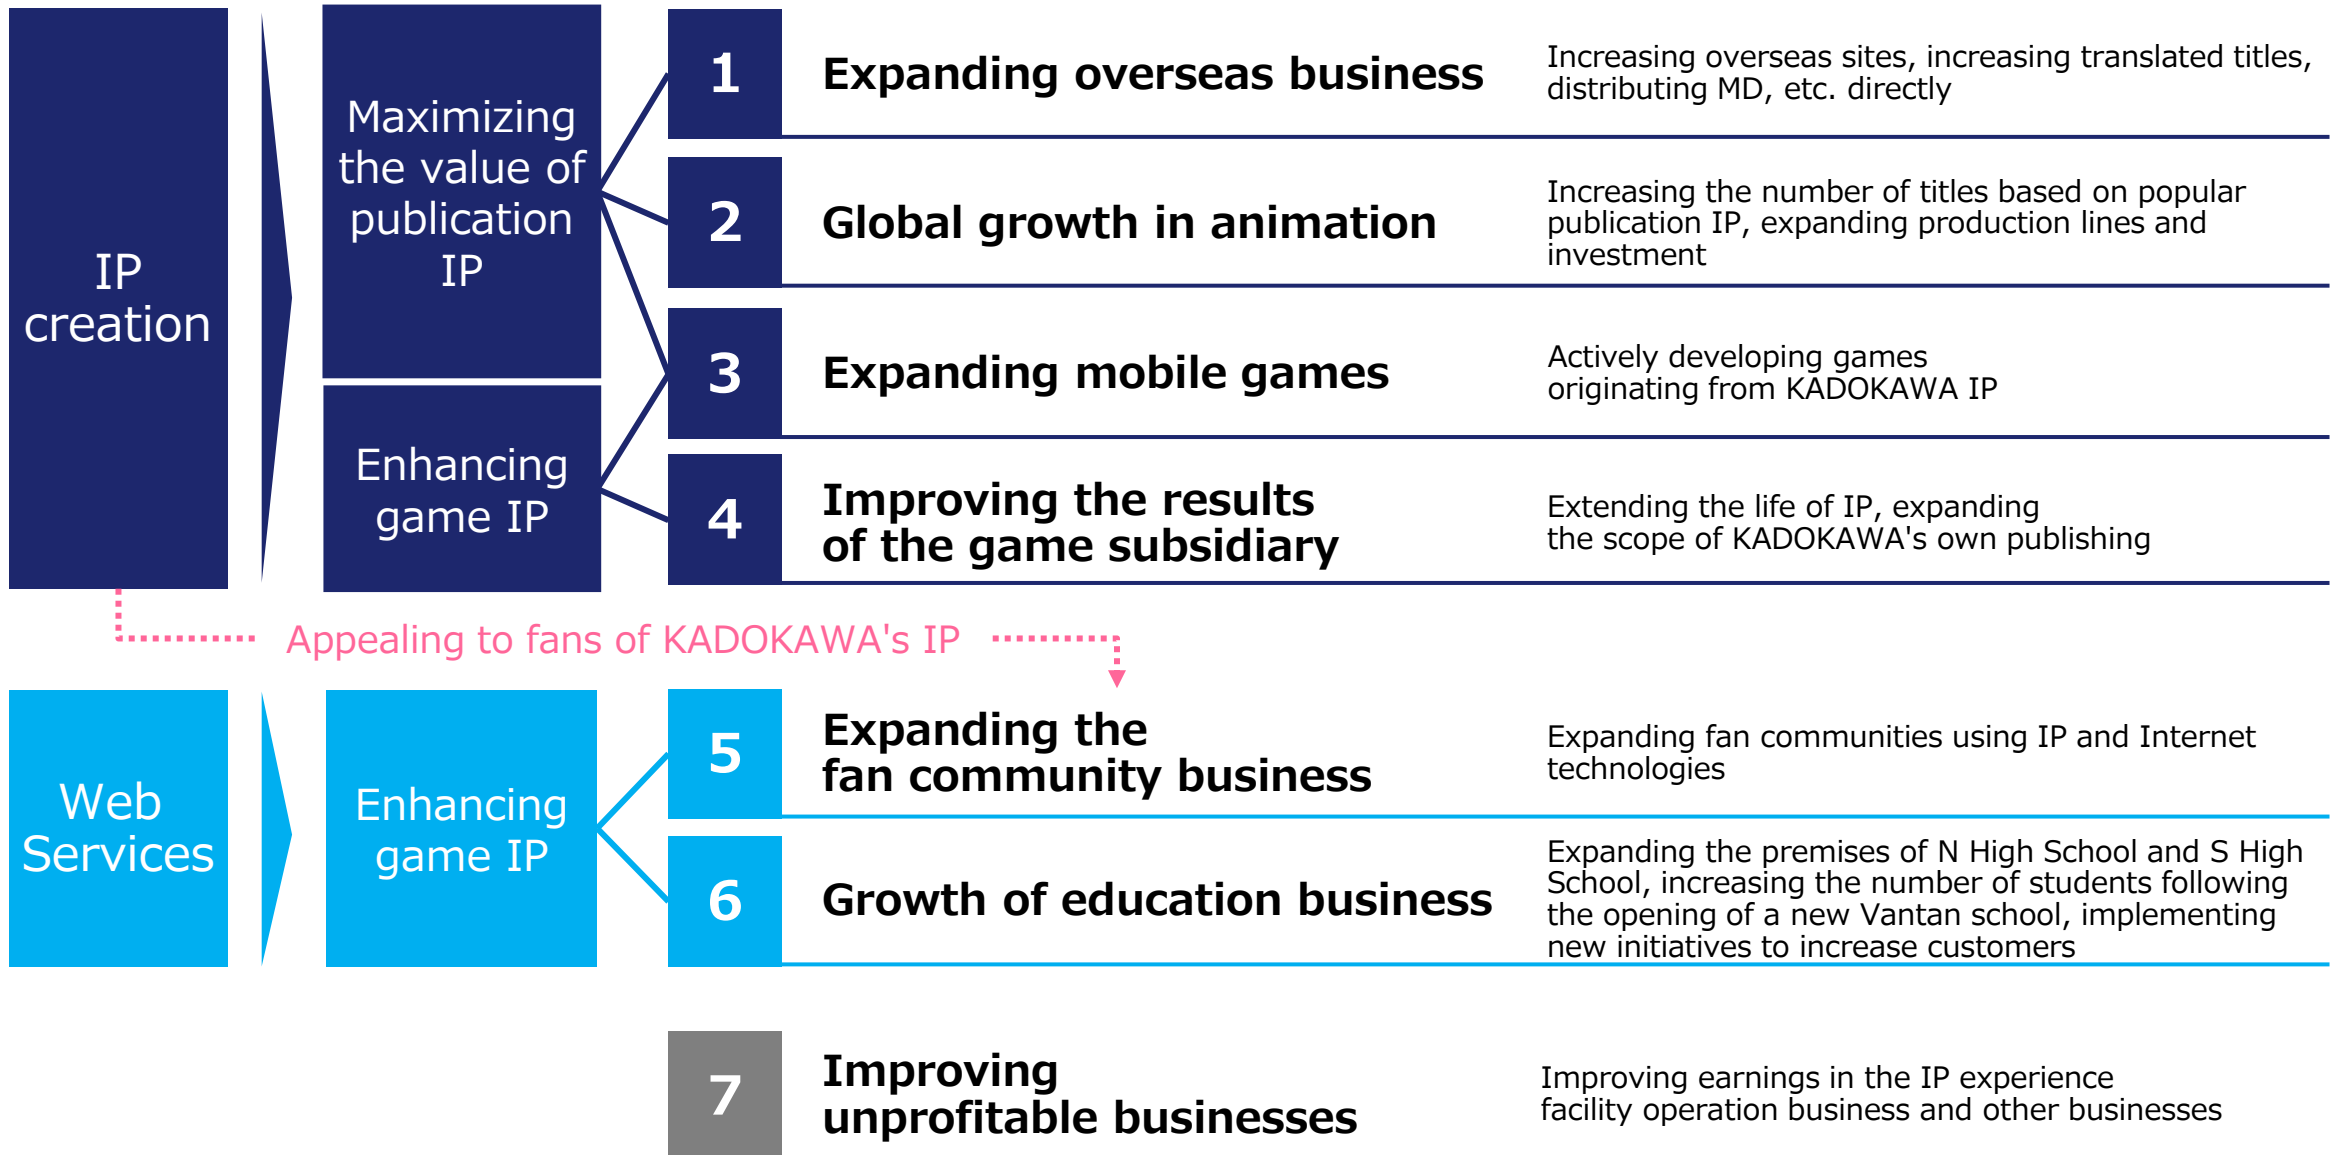 IP
creation
Maximizing
the value of
publication
IP
Enhancing
game IP
1
Expanding overseas business
Increasing overseas sites, increasing translated titles,
distributing MD, etc. directly
2
Global growth in animation
Increasing the number of titles based on popular
publication IP, expanding production lines and
investment
3
Expanding mobile games
Actively developing games
originating from KADOKAWA IP
4
Improving the results
of the game subsidiary
Extending the life of IP, expanding
the scope of KADOKAWA's own publishing
Appealing to fans of KADOKAWA's IP
Web
Services
Enhancing
game IP
5
Expanding the
fan community business
Expanding fan communities using IP and Internet
technologies
6
Growth of education business
Expanding the premises of N High School and S High
School, increasing the number of students following
the opening of a new Vantan school, implementing
new initiatives to increase customers
7
Improving
unprofitable businesses
Improving earnings in the IP experience
facility operation business and other businesses